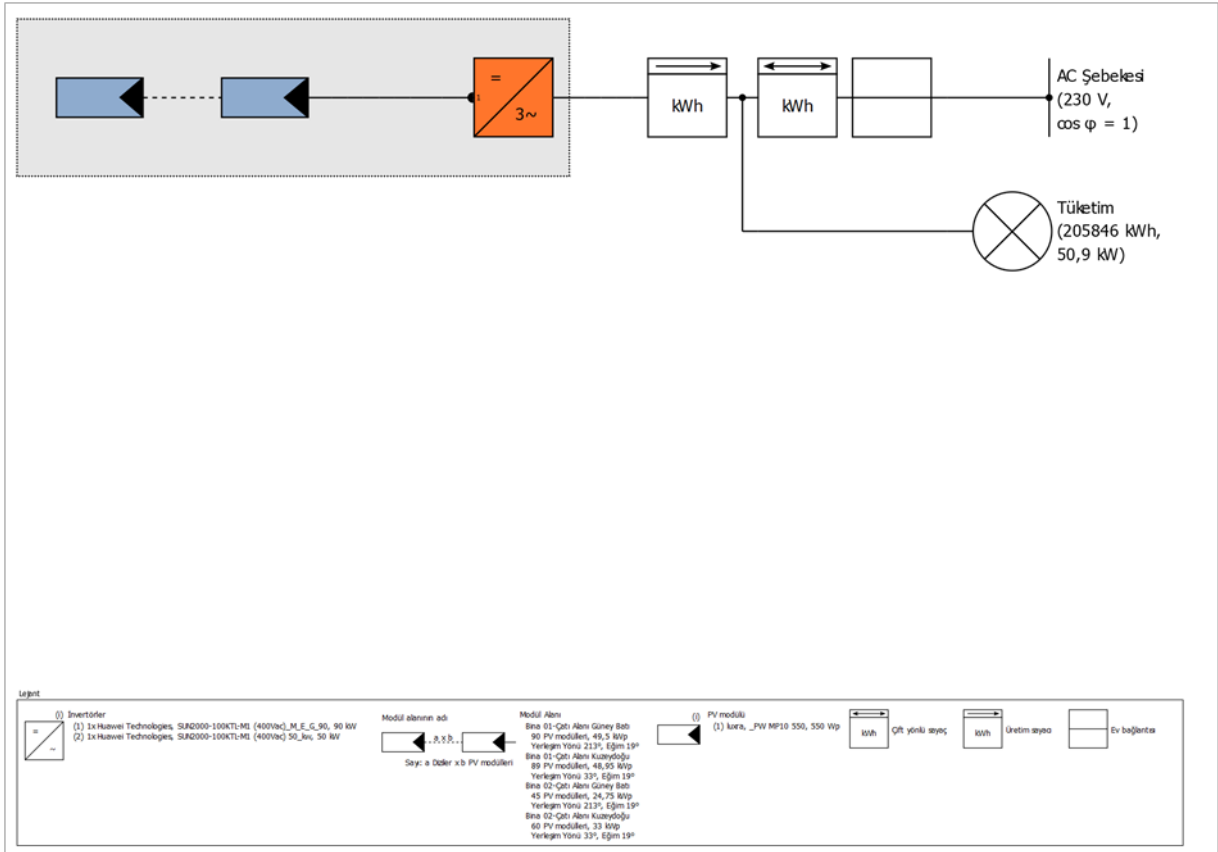 =
3~
1
kWh
kWh
AC Şebekesi
(230 V,
cos φ = 1)
Tüketim
(205846 kWh,
50,9 kW)
Lejant
=
~
(i) İnvertörler
(1) 1x Huawei Technologies, SUN2000-100KTL-M1 (400Vac)_M_E_G_90, 90 kW
(2) 1x Huawei Technologies, SUN2000-100KTL-M1 (400Vac) 50_kw, 50 kW
Modül alanının adı
a x b
Say: a Diziler x b PV modülleri
Modül Alanı
Bina 01-Çatı Alanı Güney Batı
90 PV modülleri, 49,5 kWp
Yerleşim Yönü 213°, Eğim 19°
Bina 01-Çatı Alanı Kuzeydoğu
89 PV modülleri, 48,95 kWp
Yerleşim Yönü 33°, Eğim 19°
Bina 02-Çatı Alanı Güney Batı
45 PV modülleri, 24,75 kWp
Yerleşim Yönü 213°, Eğim 19°
Bina 02-Çatı Alanı Kuzeydoğu
60 PV modülleri, 33 kWp
Yerleşim Yönü 33°, Eğim 19°
(i) PV modülü
(1) luxra, _PW MP10 550, 550 Wp
kWh
Çift yönlü sayaç
kWh
Üretim sayacı
Ev bağlantısı